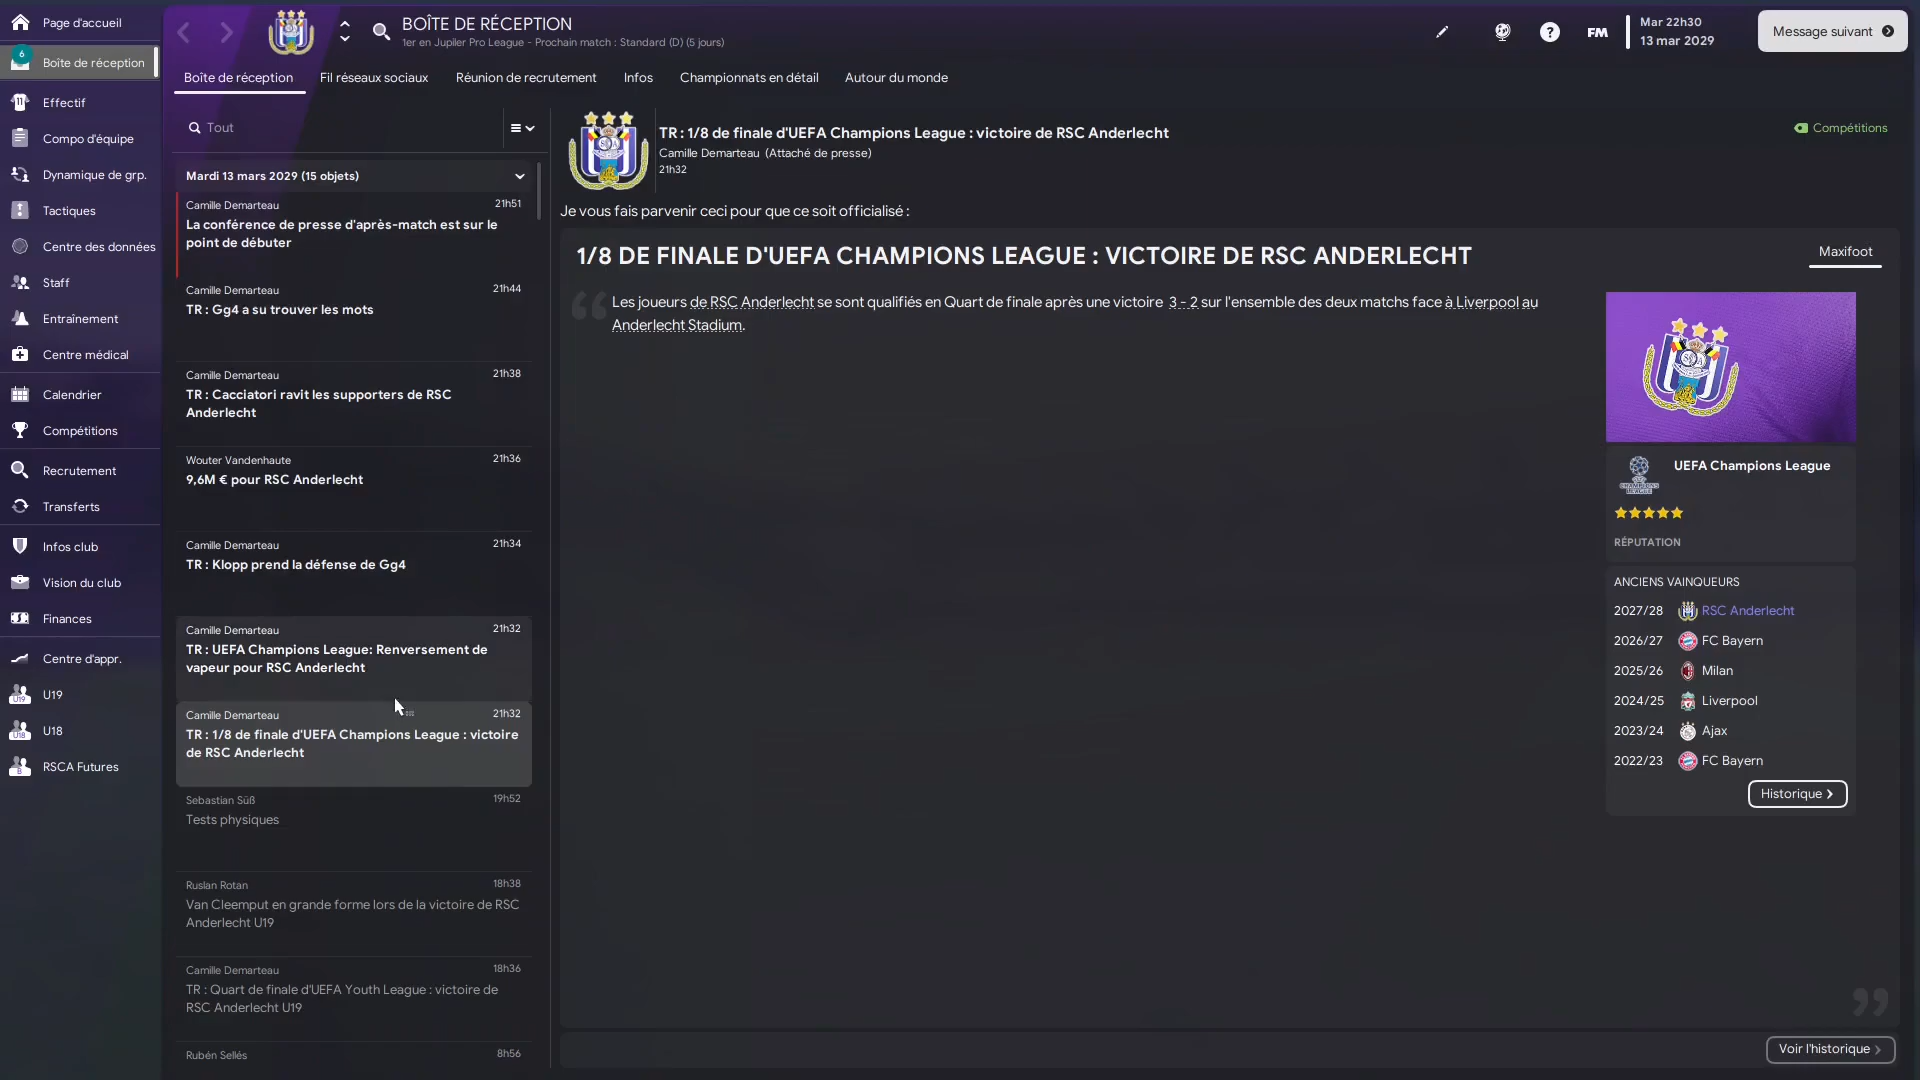 Page d'accueil
6
Boîte de réception
Effectif
Compo d'équipe
Dynamique de grp.
Tactiques
Centre des données
Staff
Entraînement
Centre médical
Calendrier
Compétitions
Recrutement
Transferts
Infos club
Vision du club
Finances
Centre d'appr.
U19
U18
RSCA Futures
BOÎTE DE RÉCEPTION
1er en Jupiler Pro League - Prochain match : Standard (D) (5 jours)
FM
Mar 22h30
13 mar 2029
Message suivant
Boîte de réception
Fil réseaux sociaux
Réunion de recrutement
Infos
Championnats en détail
Autour du monde
Tout
Mardi 13 mars 2029 (15 objets)
Camille Demarteau 21h51
La conférence de presse d'après-match est sur le
point de débuter
Camille Demarteau 21h44
TR : Gg4 a su trouver les mots
Camille Demarteau 21h38
TR : Cacciatori ravit les supporters de RSC
Anderlecht
Wouter Vandenhaute 21h36
9,6M € pour RSC Anderlecht
Camille Demarteau 21h34
TR : Klopp prend la défense de Gg4
Camille Demarteau 21h32
TR : UEFA Champions League: Renversement de
vapeur pour RSC Anderlecht
Camille Demarteau 21h32
TR : 1/8 de finale d'UEFA Champions League : victoire
de RSC Anderlecht
Sebastian Süß 19h52
Tests physiques
Ruslan Rotan 18h38
Van Cleemput en grande forme lors de la victoire de RSC
Anderlecht U19
Camille Demarteau 18h36
TR : Quart de finale d'UEFA Youth League : victoire de
RSC Anderlecht U19
Rubén Sellés 8h56
TR : 1/8 de finale d'UEFA Champions League : victoire de RSC Anderlecht
Camille Demarteau (Attaché de presse)
21h32
Compétitions
Je vous fais parvenir ceci pour que ce soit officialisé :
1/8 DE FINALE D'UEFA CHAMPIONS LEAGUE : VICTOIRE DE RSC ANDERLECHT
Maxifoot
Les joueurs de RSC Anderlecht se sont qualifiés en Quart de finale après une victoire 3 - 2 sur l'ensemble des deux matchs face à Liverpool au
Anderlecht Stadium.
UEFA Champions League
RÉPUTATION
ANCIENS VAINQUEURS
2027/28 RSC Anderlecht
2026/27 FC Bayern
2025/26 Milan
2024/25 Liverpool
2023/24 Ajax
2022/23 FC Bayern
Historique
Voir l'historique